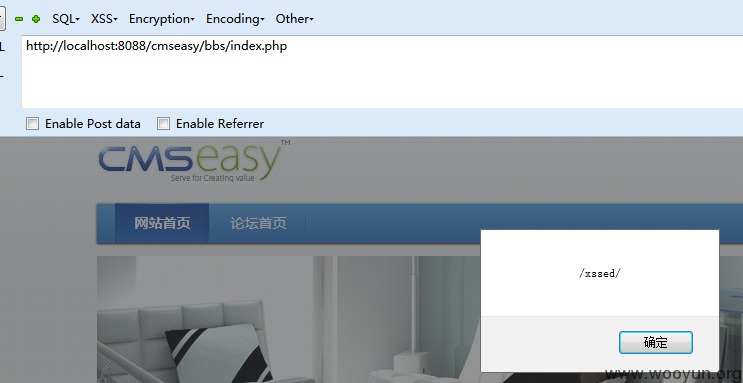 SQL▾ XSS▾ Encryption▾ Encoding▾ Other▾
http://localhost:8088/cmseasy/bbs/index.php
Enable Post data Enable Referrer
CMSeasy™
Serve for Creating value
网站首页 论坛首页
/xssed/
确定
www.wooyun.org